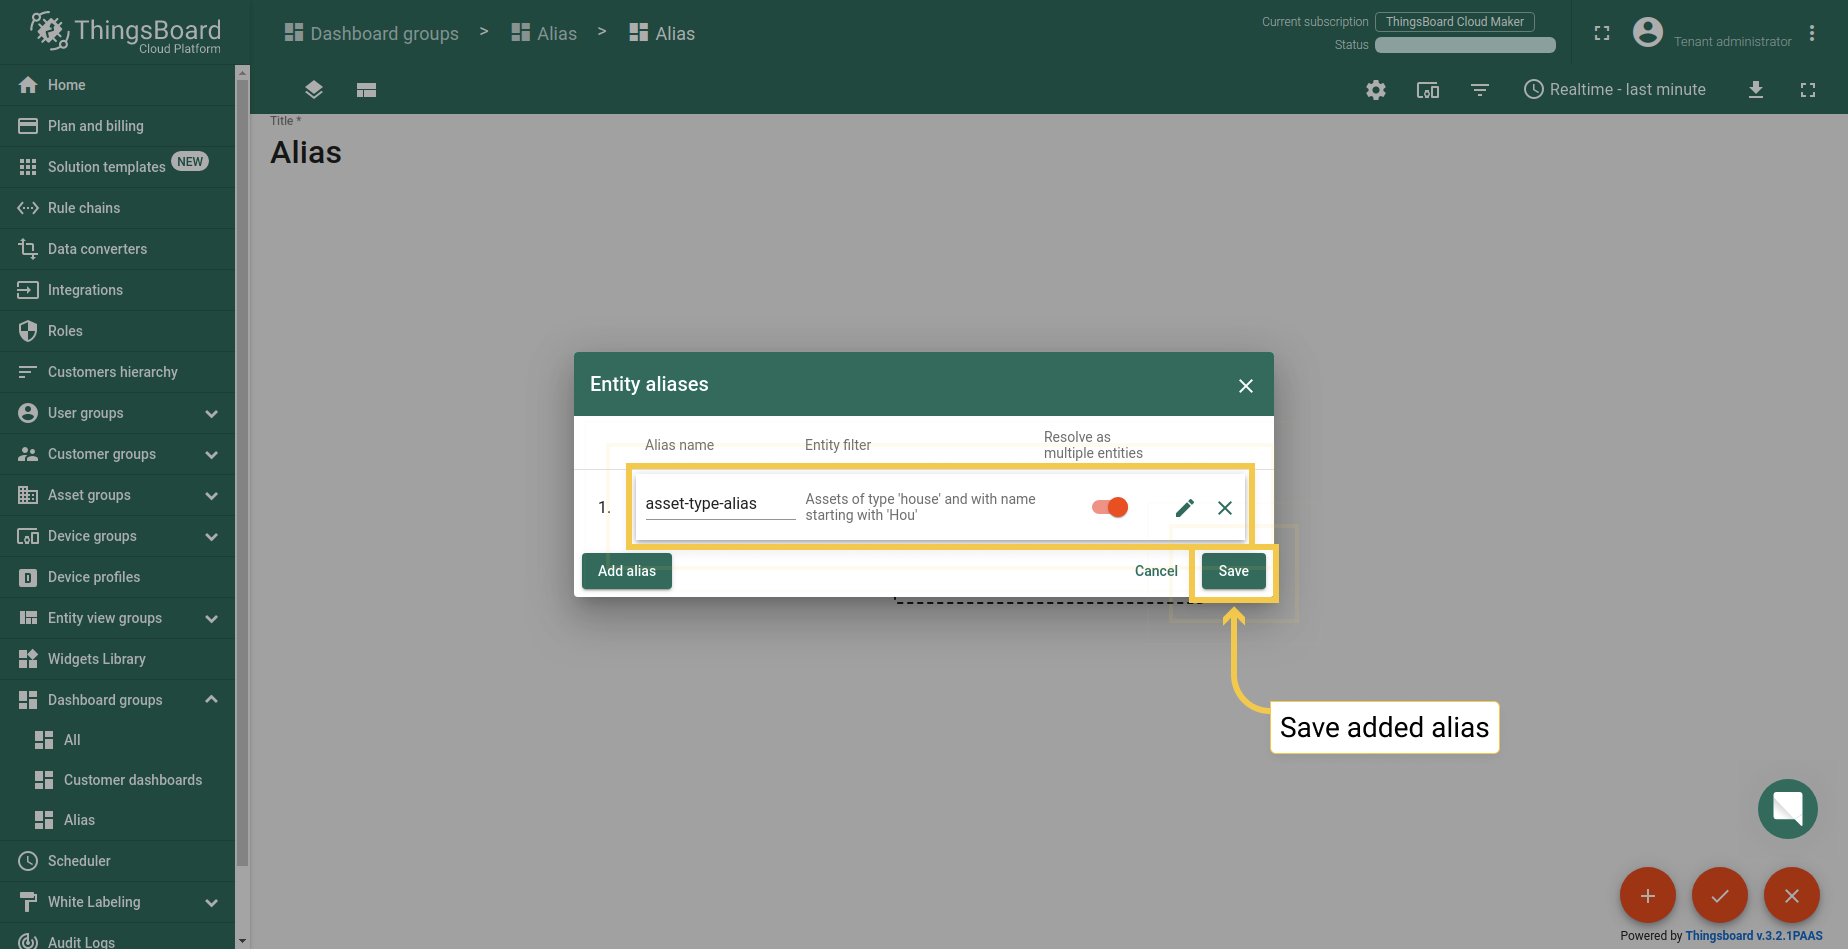 ThingsBoard
Cloud Platform
Dashboard groups > Alias > Alias
Current subscription ThingsBoard Cloud Maker
Status
Tenant administrator
Realtime - last minute
Home
Plan and billing
Solution templates NEW
Rule chains
Data converters
Integrations
Roles
Customers hierarchy
User groups
Customer groups
Asset groups
Device groups
Device profiles
Entity view groups
Widgets Library
Dashboard groups
All
Customer dashboards
Alias
Scheduler
White Labeling
Audit Logs
Title *
Alias
Entity aliases
Alias name
Entity filter
Resolve as
multiple entities
1.
asset-type-alias
Assets of type 'house' and with name
starting with 'Hou'
Add alias
Cancel
Save
Save added alias
Powered by Thingsboard v.3.2.1PAAS